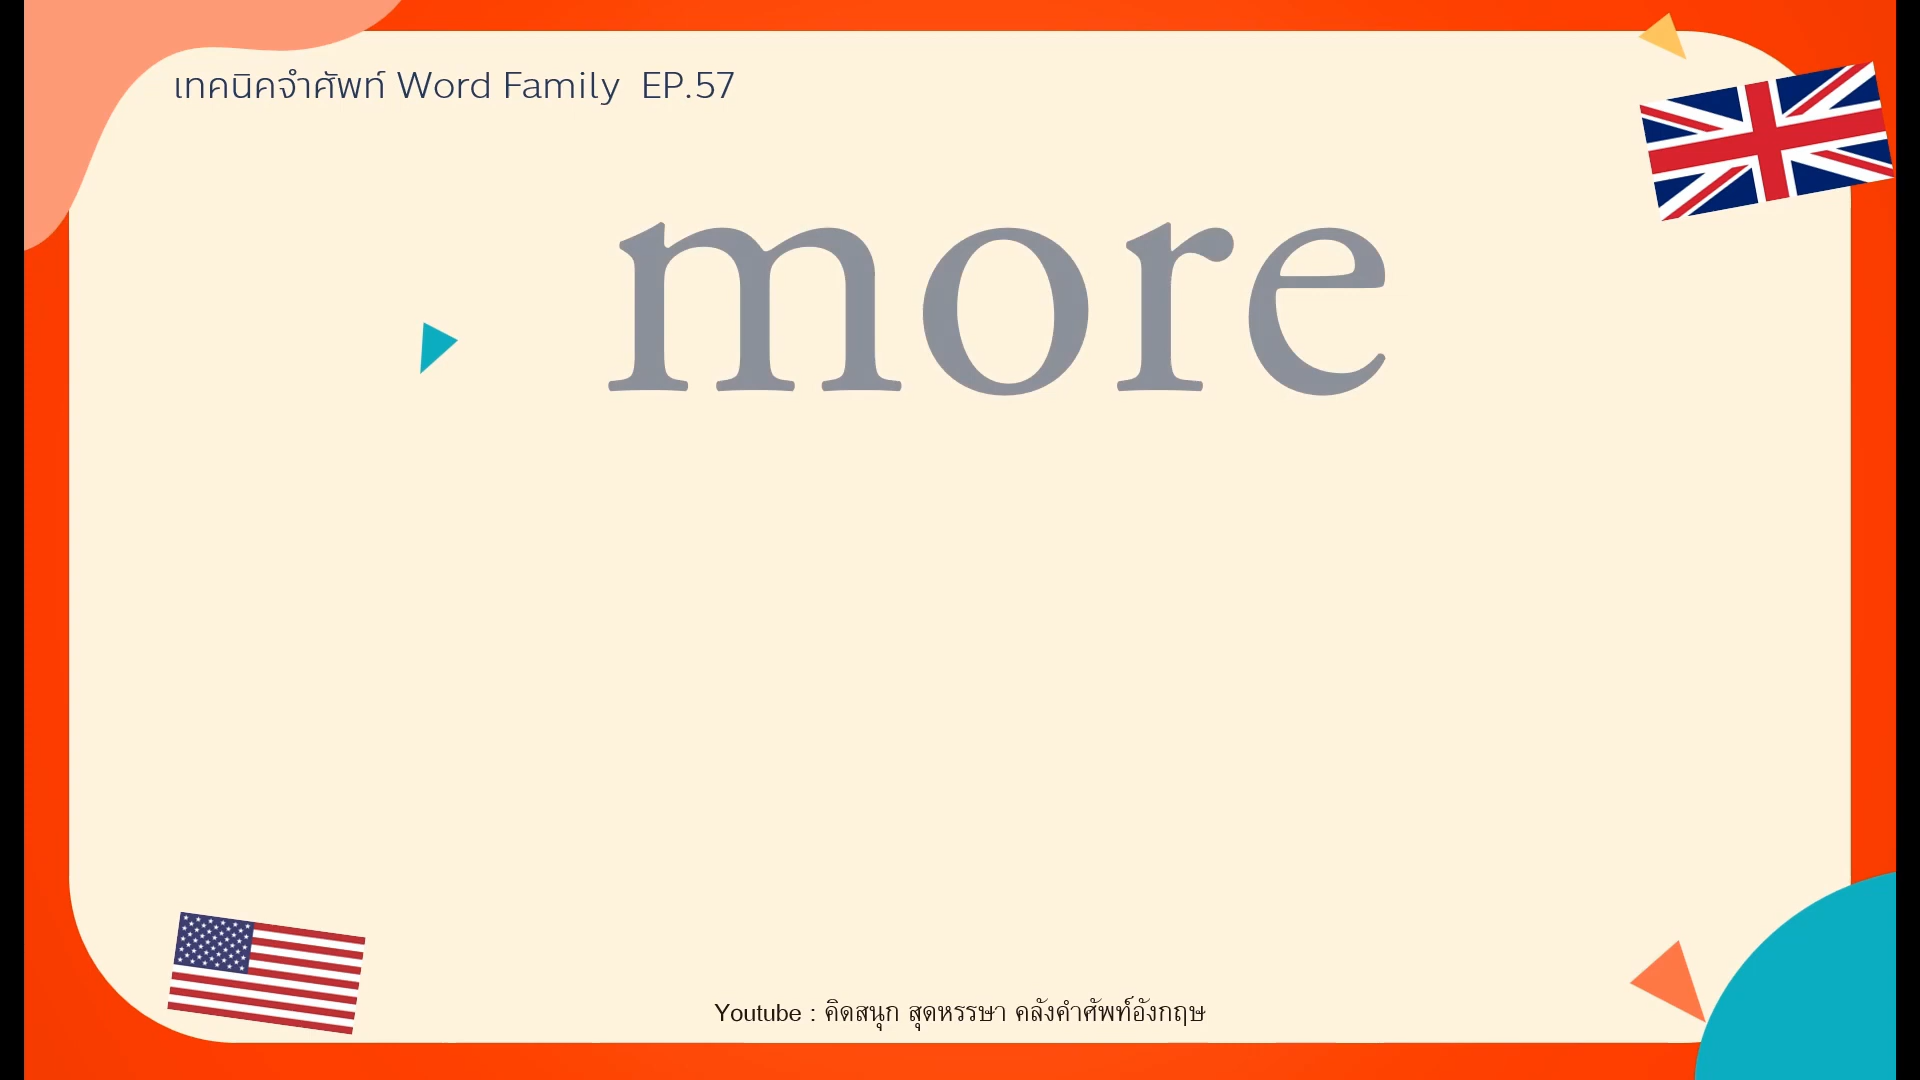 เทคนิคจำศัพท์ Word Family EP.57
more
Youtube : คิดสนุก สุดหรรษา คลังคำศัพท์อังกฤษ